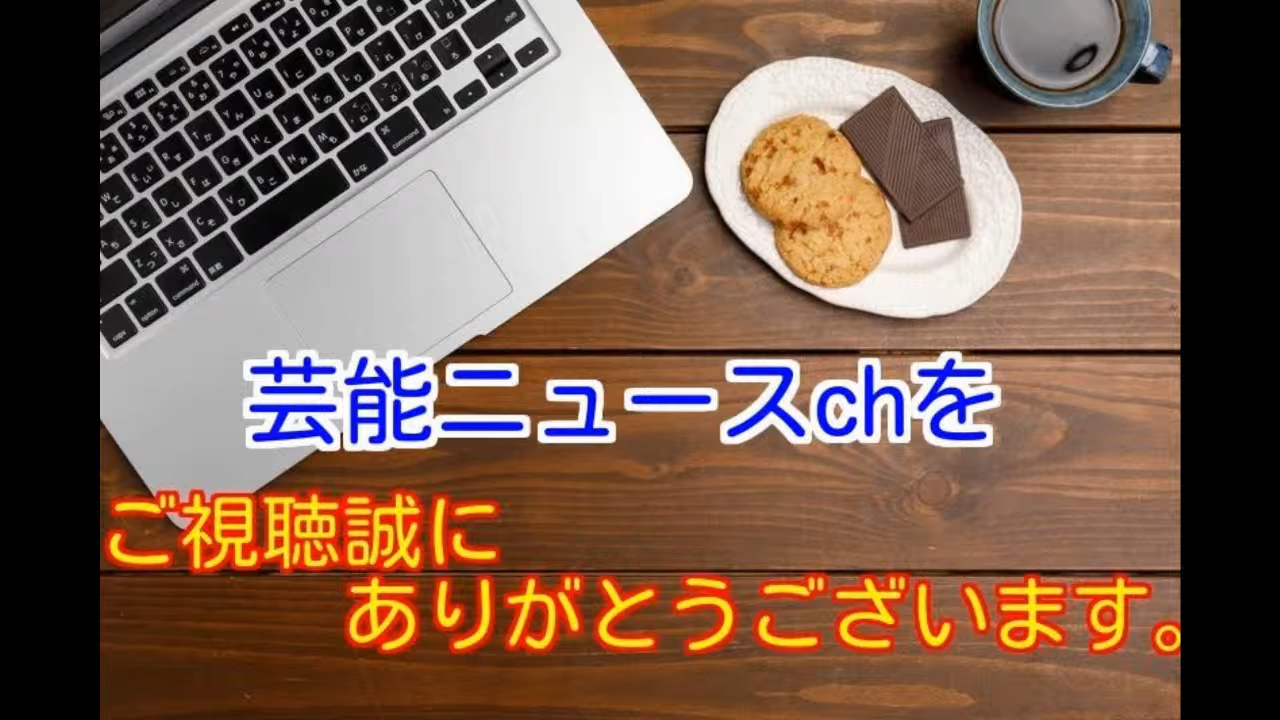 芸能ニュースchを
ご視聴誠に
ありがとうございます。